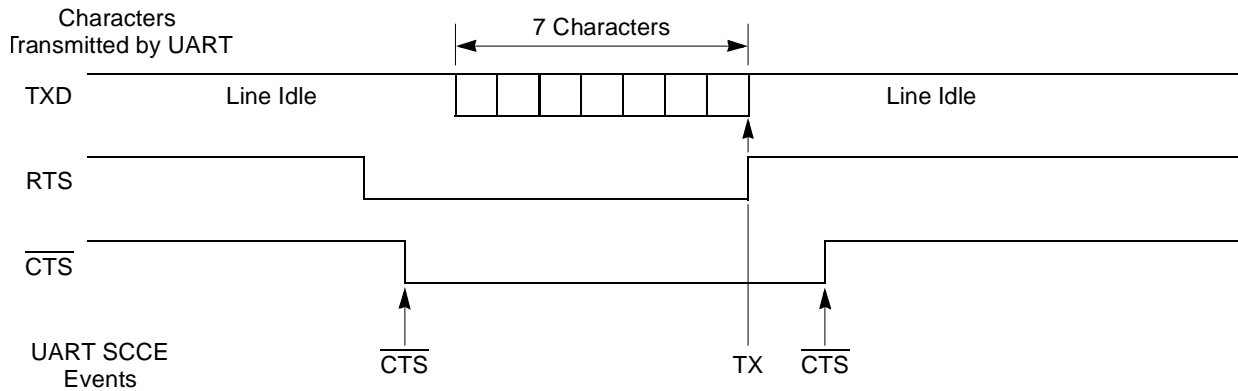 Characters
Transmitted by UART
7 Characters
TXD
Line Idle
Line Idle
RTS
CTS
UART SCCE
Events
CTS
TX
CTS